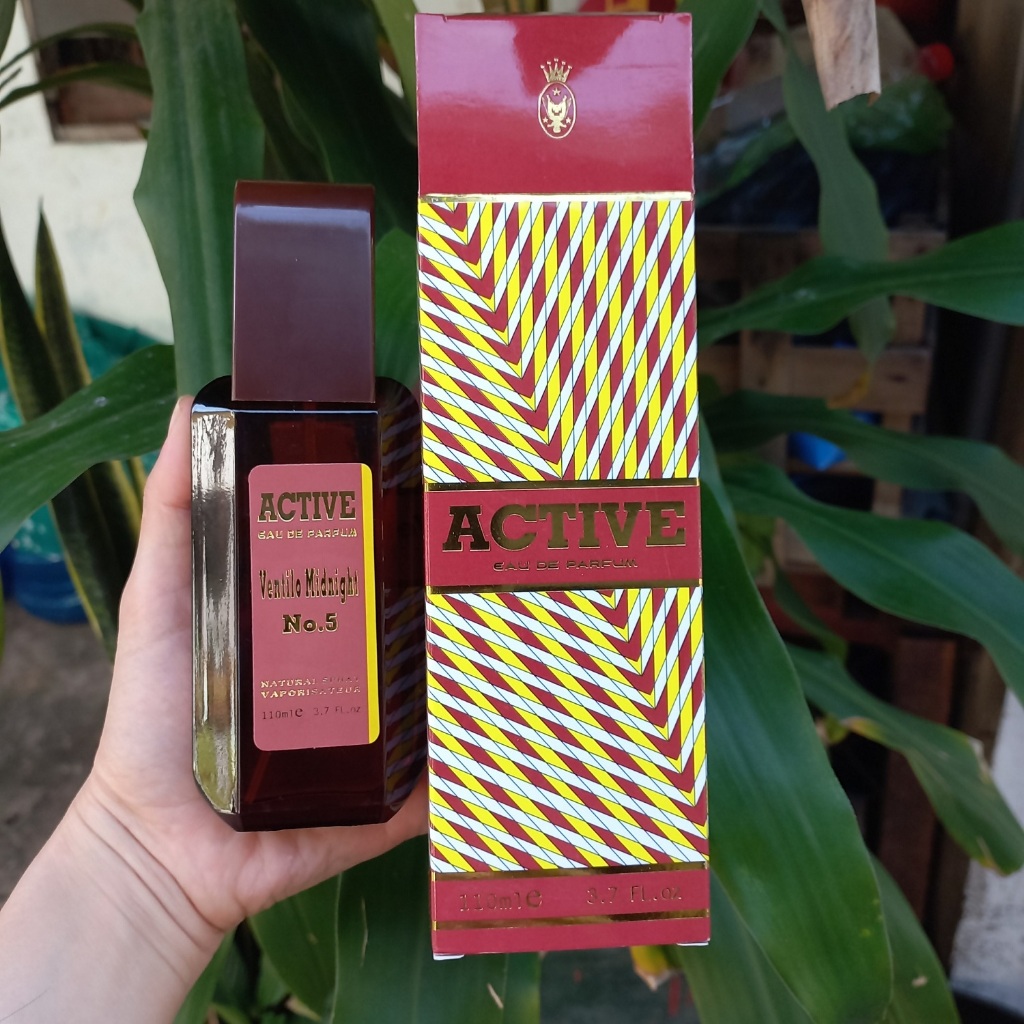 ACTIVE
EAU DE PARFUM
Ventilo Midnight
No.5
NATURAL SPRAY
VAPORISATEUR
110ml℮ 3.7 FL.oz
ACTIVE
EAU DE PARFUM
110ml℮ 3.7 FL.oz